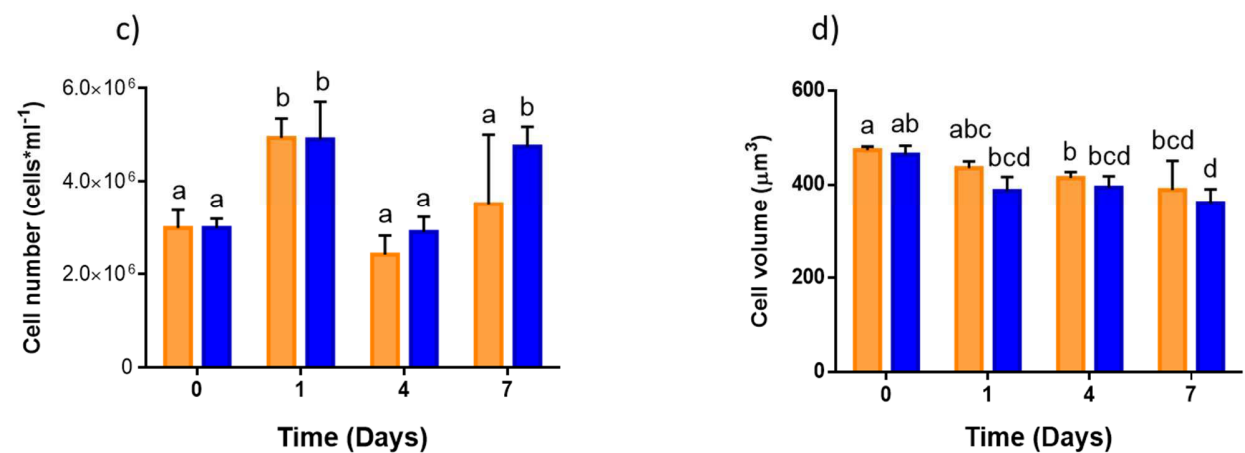 c)
Cell number (cells*ml⁻¹)
6.0×10⁶
4.0×10⁶
2.0×10⁶
0
a a b b a a a b
0 1 4 7
Time (Days)
d)
Cell volume (μm³)
600
400
200
0
a ab abc bcd b bcd bcd d
0 1 4 7
Time (Days)